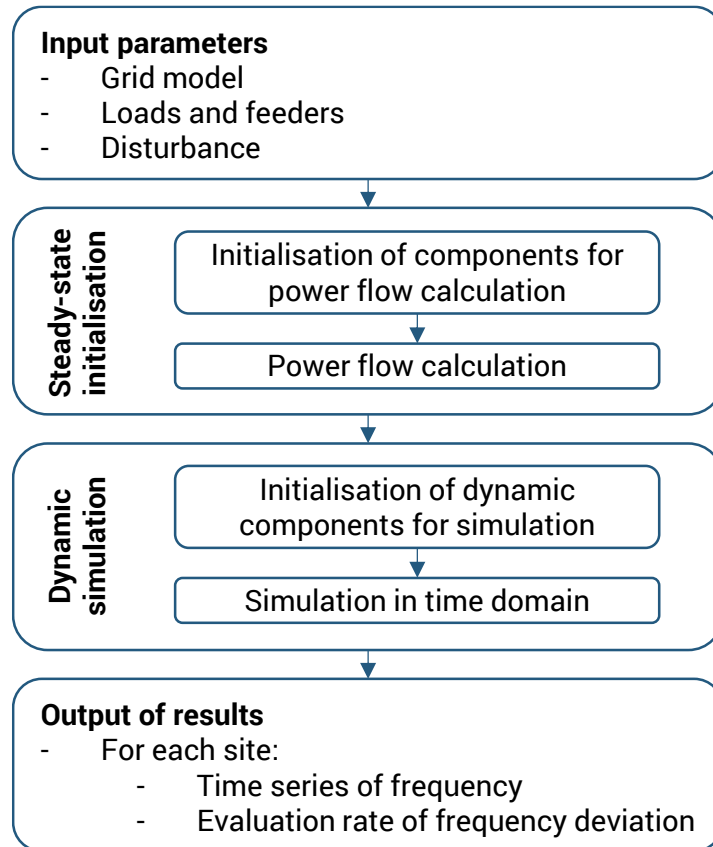 Input parameters
- Grid model
- Loads and feeders
- Disturbance
Steady-state
initialisation
Initialisation of components for
power flow calculation
Power flow calculation
Dynamic
simulation
Initialisation of dynamic
components for simulation
Simulation in time domain
Output of results
- For each site:
- Time series of frequency
- Evaluation rate of frequency deviation